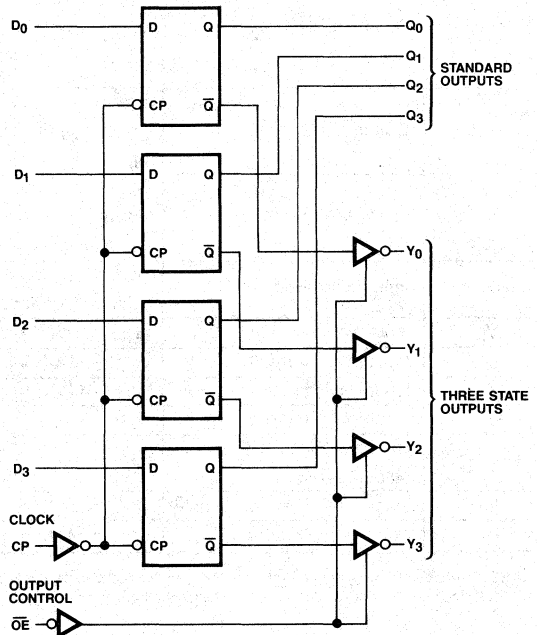 D0 D Q Q0
Q1
STANDARD
OUTPUTS
Q2
CP Q̅
Q3
D1 D Q
CP Q̅ Y0
D2 D Q
Y1
THREE STATE
OUTPUTS
CP Q̅
Y2
D3 D Q
CLOCK
CP CP Q̅ Y3
OUTPUT
CONTROL
O̅E̅